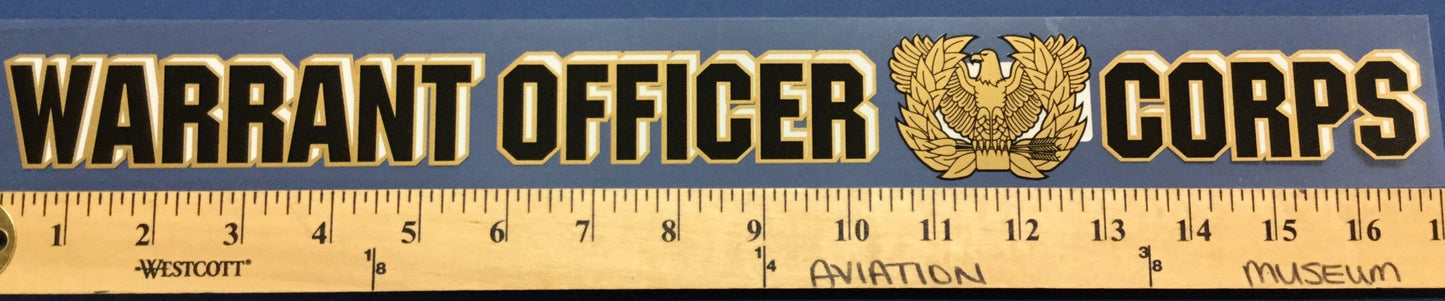 WARRANT OFFICER CORPS
1 2 3 4 5 6 7 8 9 10 11 12 13 14 15 16 1
WESTCOTT® 1/8 1/4 AVIATION 3/8 MUSEUM